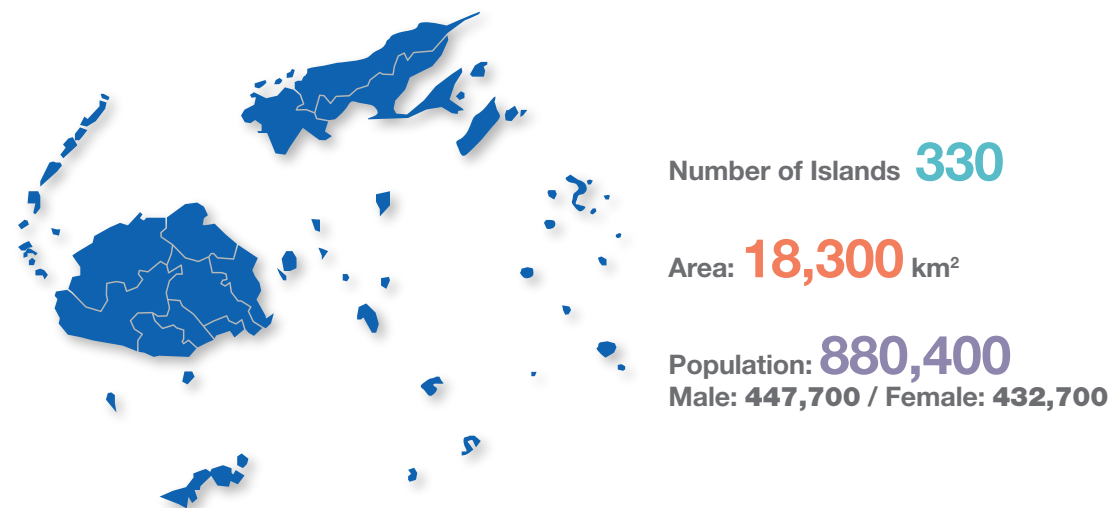 Number of Islands 330
Area: 18,300 km²
Population: 880,400
Male: 447,700 / Female: 432,700